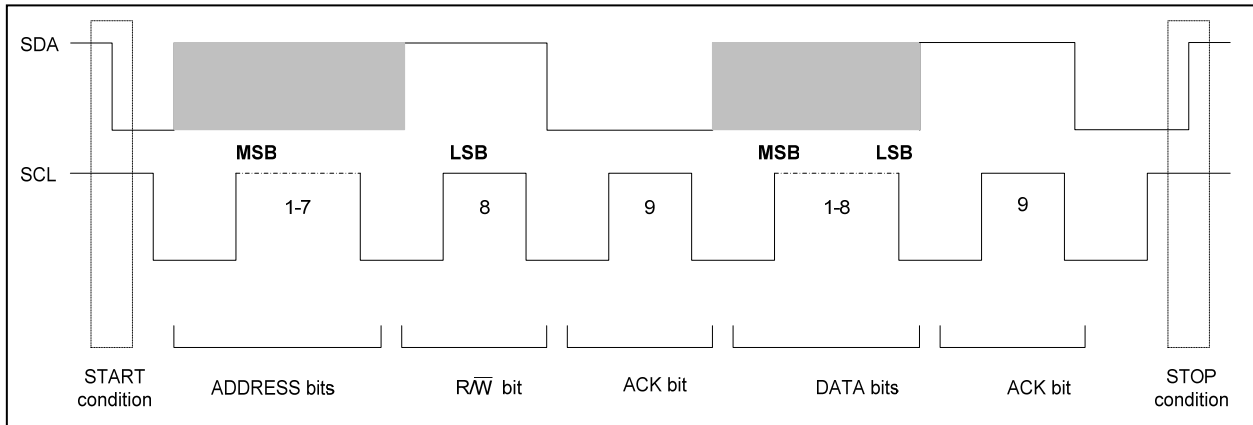 SDA
MSB LSB MSB LSB
SCL
1-7 8 9 1-8 9
START condition
ADDRESS bits
R/W̅ bit
ACK bit
DATA bits
ACK bit
STOP condition